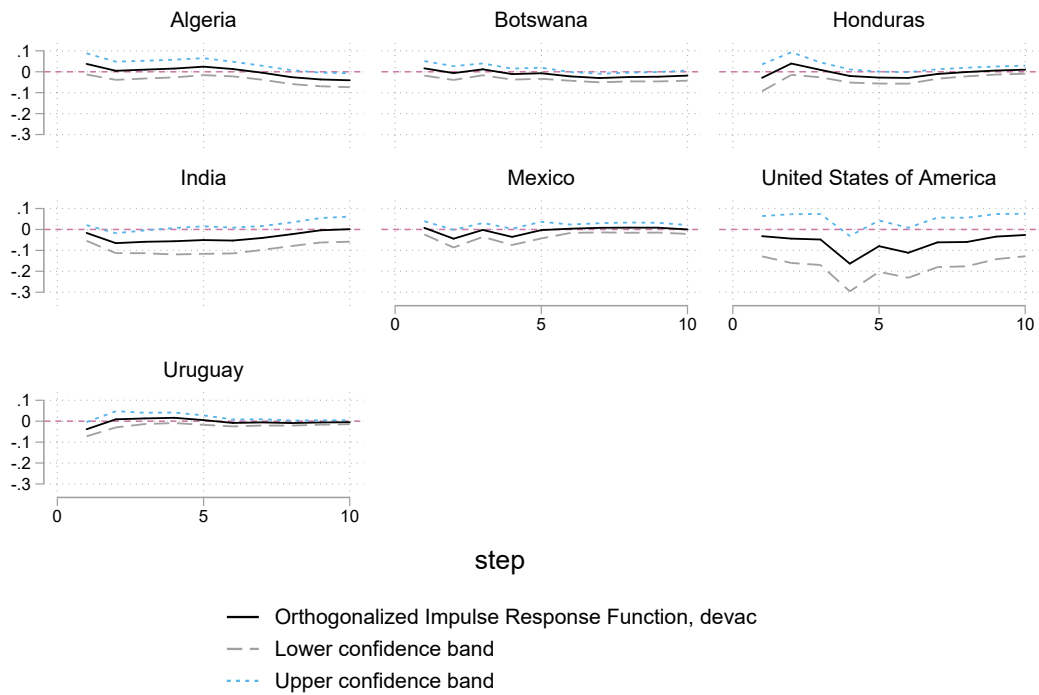 Algeria
Botswana
Honduras
.1
0
-.1
-.2
-.3
India
Mexico
United States of America
.1
0
-.1
-.2
-.3
0 5 10
0 5 10
Uruguay
.1
0
-.1
-.2
-.3
0 5 10
step
Orthogonalized Impulse Response Function, devac
Lower confidence band
Upper confidence band